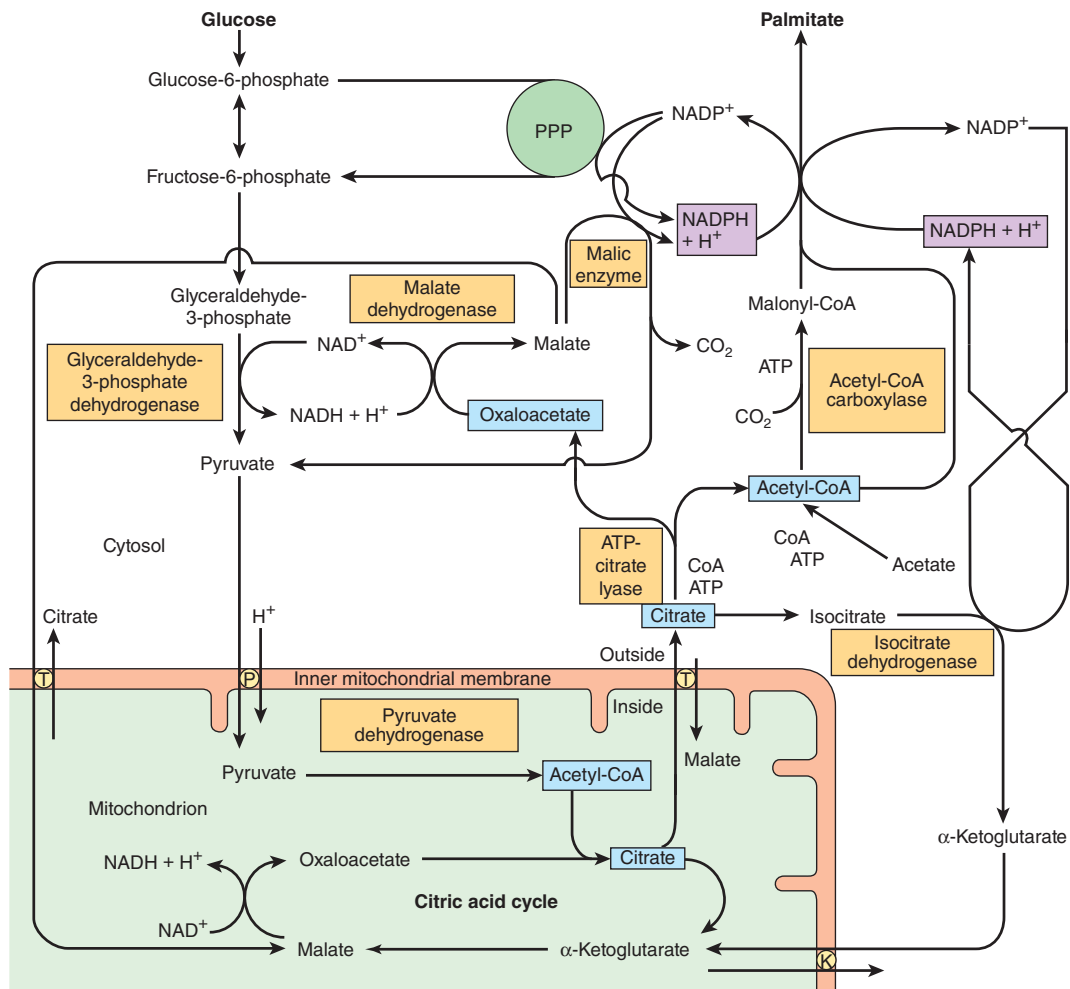 Glucose
Palmitate
Glucose-6-phosphate
PPP
NADP+
NADP+
Fructose-6-phosphate
NADPH
+ H+
NADPH + H+
Malic
enzyme
Glyceraldehyde-
3-phosphate
Malate
dehydrogenase
Malonyl-CoA
NAD+
Malate
CO2
ATP
Glyceraldehyde-
3-phosphate
dehydrogenase
Acetyl-CoA
carboxylase
NADH + H+
Oxaloacetate
CO2
Pyruvate
Acetyl-CoA
Cytosol
ATP-
citrate
lyase
CoA
ATP
CoA
ATP
Acetate
Citrate
H+
Citrate
Isocitrate
Isocitrate
dehydrogenase
Outside
T
P
Inner mitochondrial membrane
T
Inside
Pyruvate
dehydrogenase
Malate
Pyruvate
Acetyl-CoA
Mitochondrion
α-Ketoglutarate
NADH + H+
Oxaloacetate
Citrate
Citric acid cycle
NAD+
Malate
α-Ketoglutarate
K